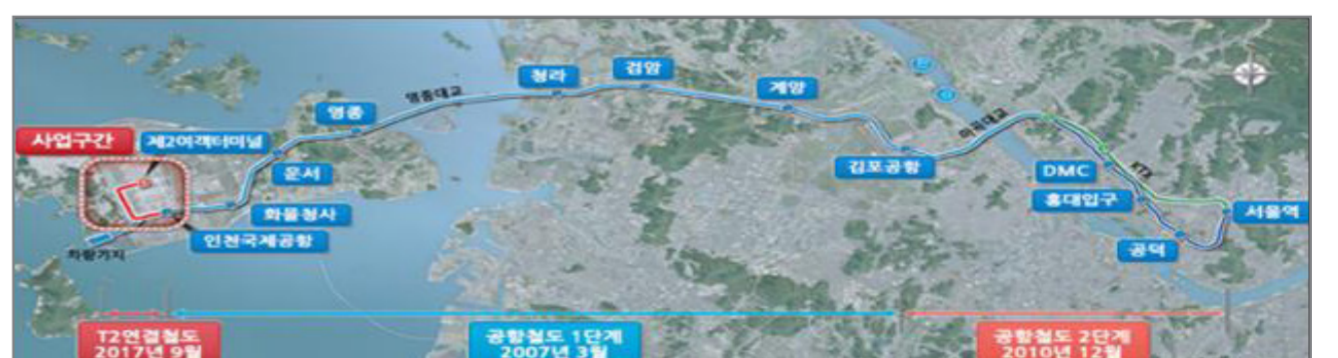 사업구간
제2여객터미널
영종
영종대교
청라
검암
계양
마곡대교
김포공항
DMC
KTX
홍대입구
서울역
공덕
운서
화물청사
인천국제공항
차량기지
T2연결철도
2017년 9월
공항철도 1단계
2007년 3월
공항철도 2단계
2010년 12월